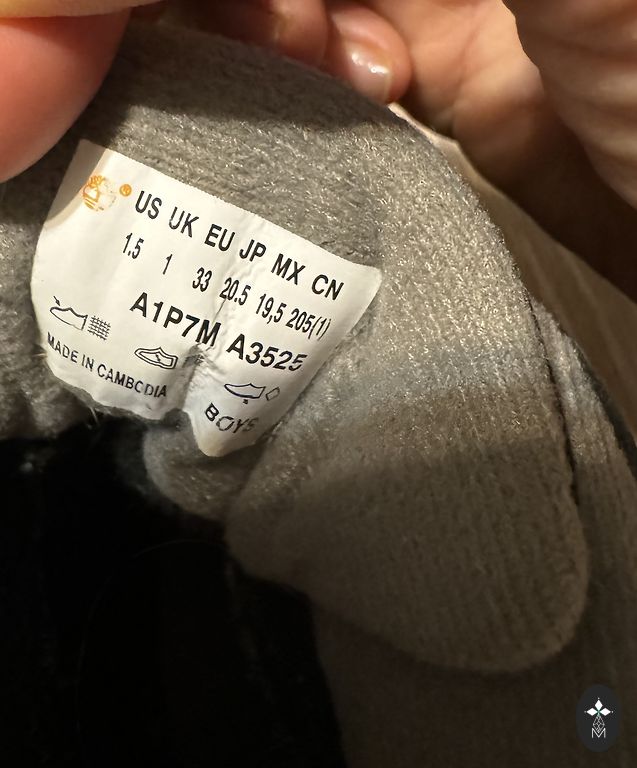 US UK EU JP MX CN
1.5 1 33 20.5 19,5 205(1)
A1P7M A3525
MADE IN CAMBODIA
BOYS
M